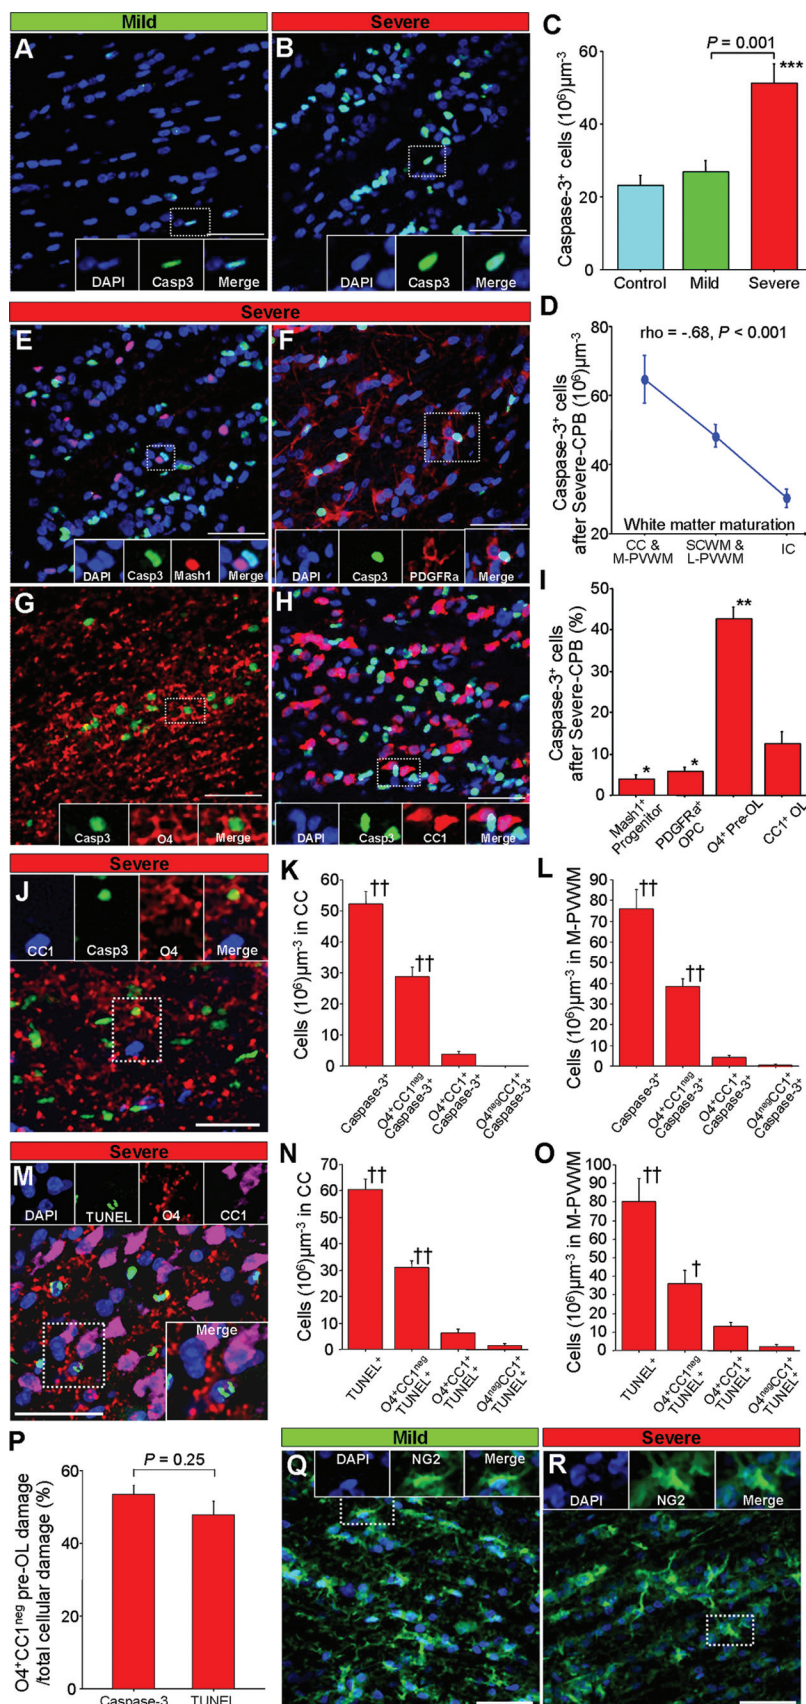 Mild
Severe
A
DAPI
Casp3
Merge
B
DAPI
Casp3
Merge
C
Caspase-3+ cells (10⁶)µm⁻³
60
40
20
0
P = 0.001
***
Control
Mild
Severe
Severe
D
Caspase-3+ cells
after Severe-CPB (10⁶)µm⁻³
80
60
40
20
rho = -.68, P < 0.001
White matter maturation
CC &
M-PVWM
SCWM &
L-PVWM
IC
E
DAPI
Casp3
Mash1
Merge
F
DAPI
Casp3
PDGFRa
Merge
G
Casp3
O4
Merge
H
DAPI
Casp3
CC1
Merge
I
Caspase-3+ cells
after Severe-CPB (%)
50
40
30
20
10
0
*
*
**
Mash1+
Progenitor
PDGFRa+
OPC
O4+ Pre-OL
CC1+ OL
Severe
J
CC1
Casp3
O4
Merge
K
Cells (10⁶)µm⁻³ in CC
60
50
40
30
20
10
0
††
††
Caspase-3+
O4+CC1neg
Caspase-3+
O4+CC1+
Caspase-3+
O4negCC1+
Caspase-3+
L
Cells (10⁶)µm⁻³ in M-PVWM
90
80
70
60
50
40
30
20
10
0
††
††
Caspase-3+
O4+CC1neg
Caspase-3+
O4+CC1+
Caspase-3+
O4negCC1+
Caspase-3+
Severe
M
DAPI
TUNEL
O4
CC1
Merge
N
Cells (10⁶)µm⁻³ in CC
70
60
50
40
30
20
10
0
††
††
TUNEL+
O4+CC1neg
TUNEL+
O4+CC1+
TUNEL+
O4negCC1+
TUNEL+
O
Cells (10⁶)µm⁻³ in M-PVWM
100
90
80
70
60
50
40
30
20
10
0
††
†
TUNEL+
O4+CC1neg
TUNEL+
O4+CC1+
TUNEL+
O4negCC1+
TUNEL+
P
O4+CC1neg pre-OL damage
/total cellular damage (%)
60
40
20
0
P = 0.25
Caspase-3
TUNEL
Mild
Severe
Q
DAPI
NG2
Merge
R
DAPI
NG2
Merge